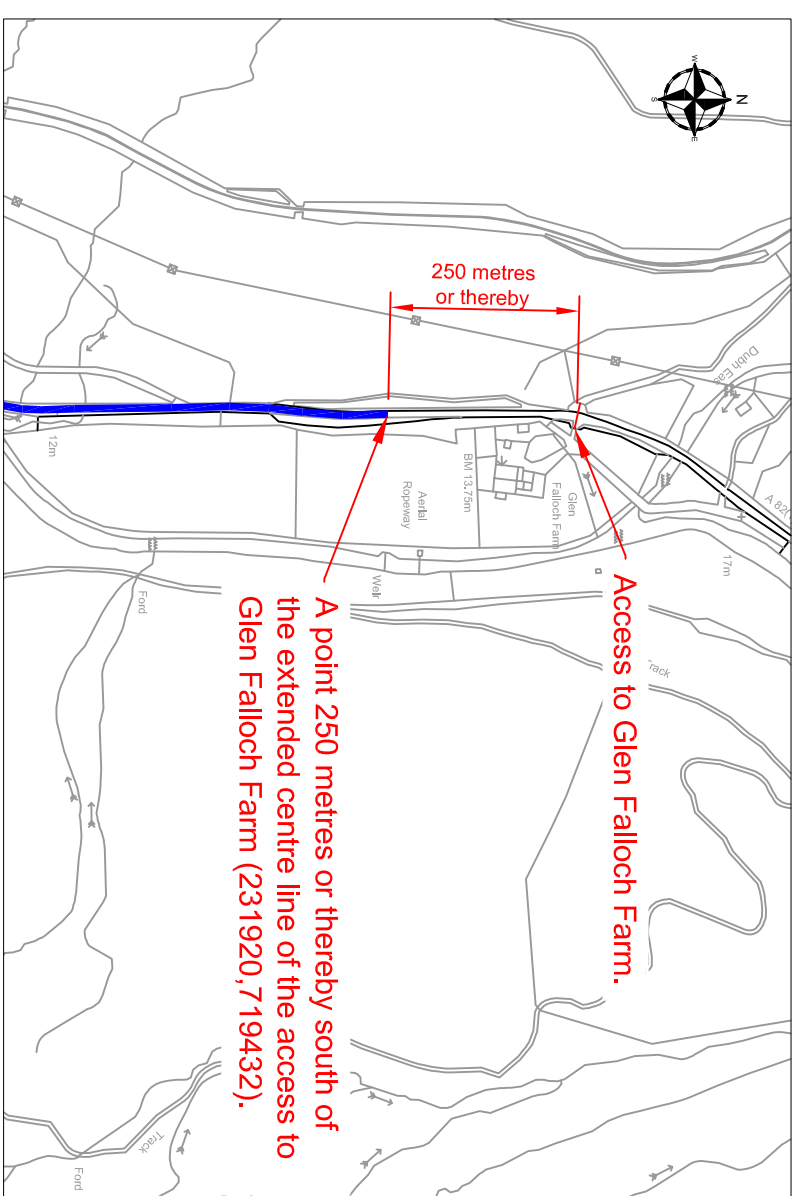 N
W
E
S
250 metres
or thereby
Dubh Eas
A 82(
17m
12m
BM 13.75m
Glen
Falloch Farm
Aerial
Ropeway
Weir
Ford
Track
Access to Glen Falloch Farm.
A point 250 metres or thereby south of
the extended centre line of the access to
Glen Falloch Farm (231920,719432).
Track
Ford